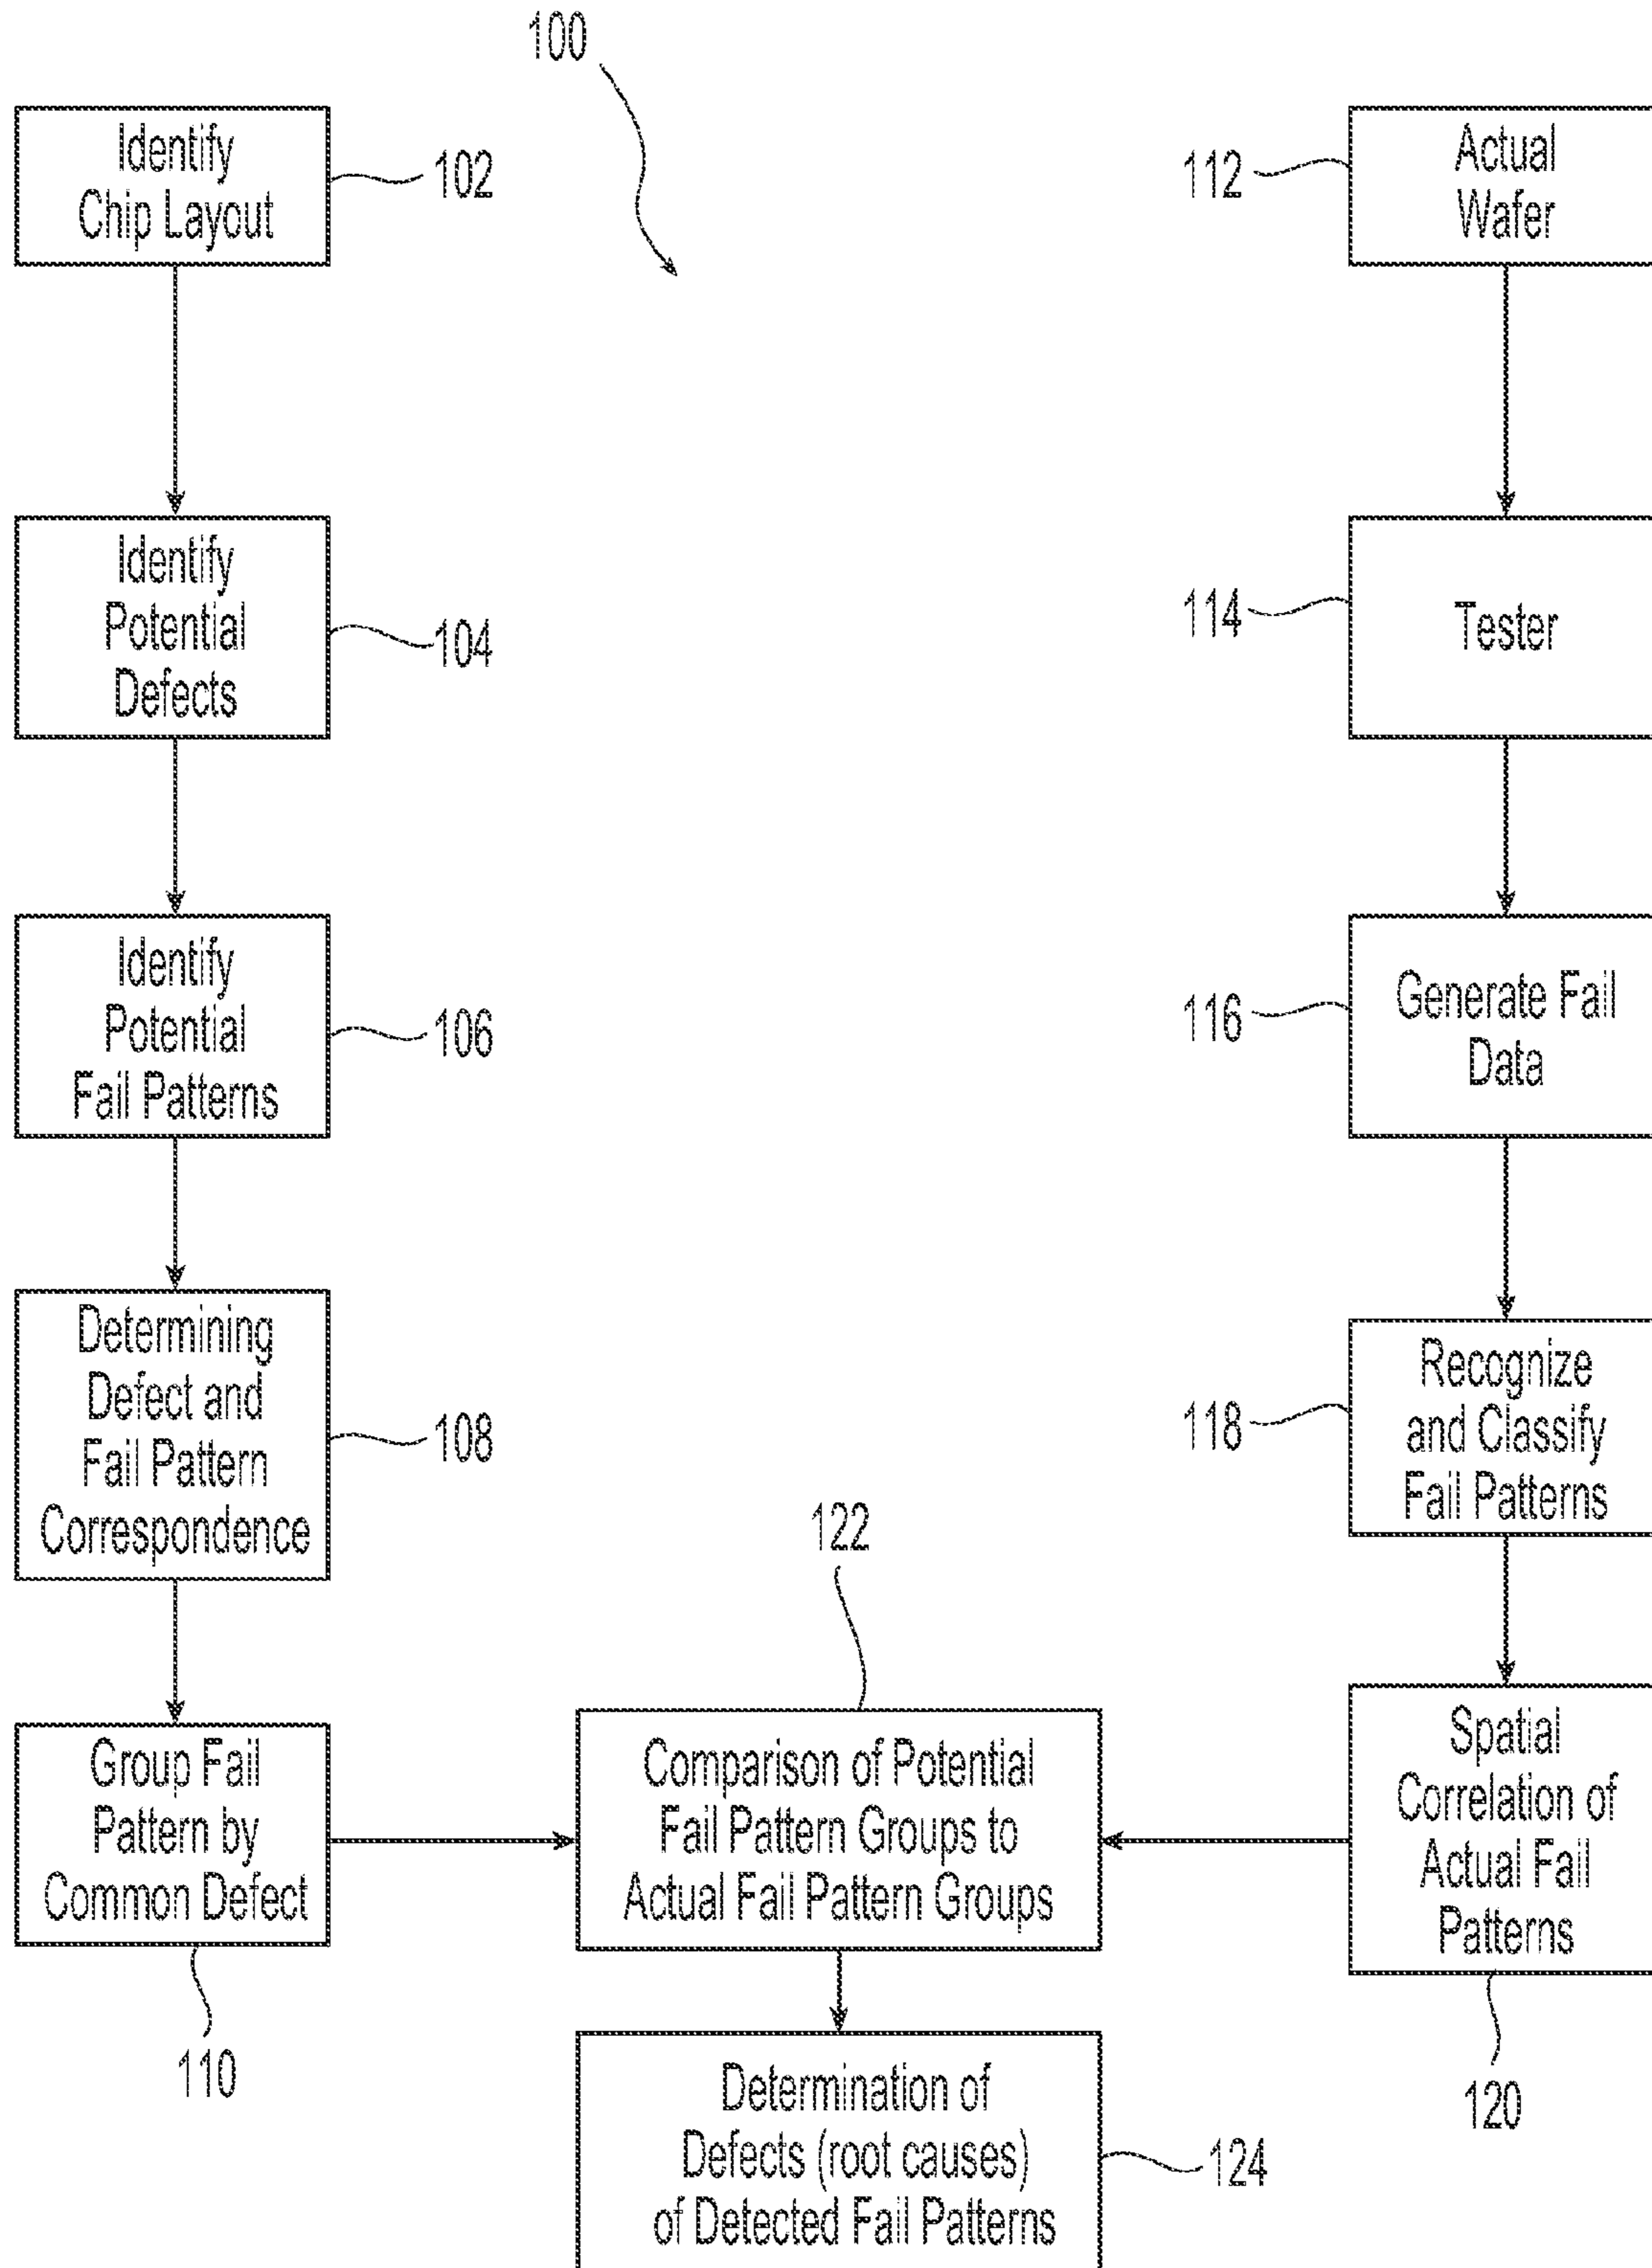 100
Identify
Chip Layout
102
Identify
Potential
Defects
104
Identify
Potential
Fail Patterns
106
Determining
Defect and
Fail Pattern
Correspondence
108
Group Fail
Pattern by
Common Defect
110
112
Actual
Wafer
114
Tester
116
Generate Fail
Data
118
Recognize
and Classify
Fail Patterns
Spatial
Correlation of
Actual Fail
Patterns
120
122
Comparison of Potential
Fail Pattern Groups to
Actual Fail Pattern Groups
Determination of
Defects (root causes)
of Detected Fail Patterns
124